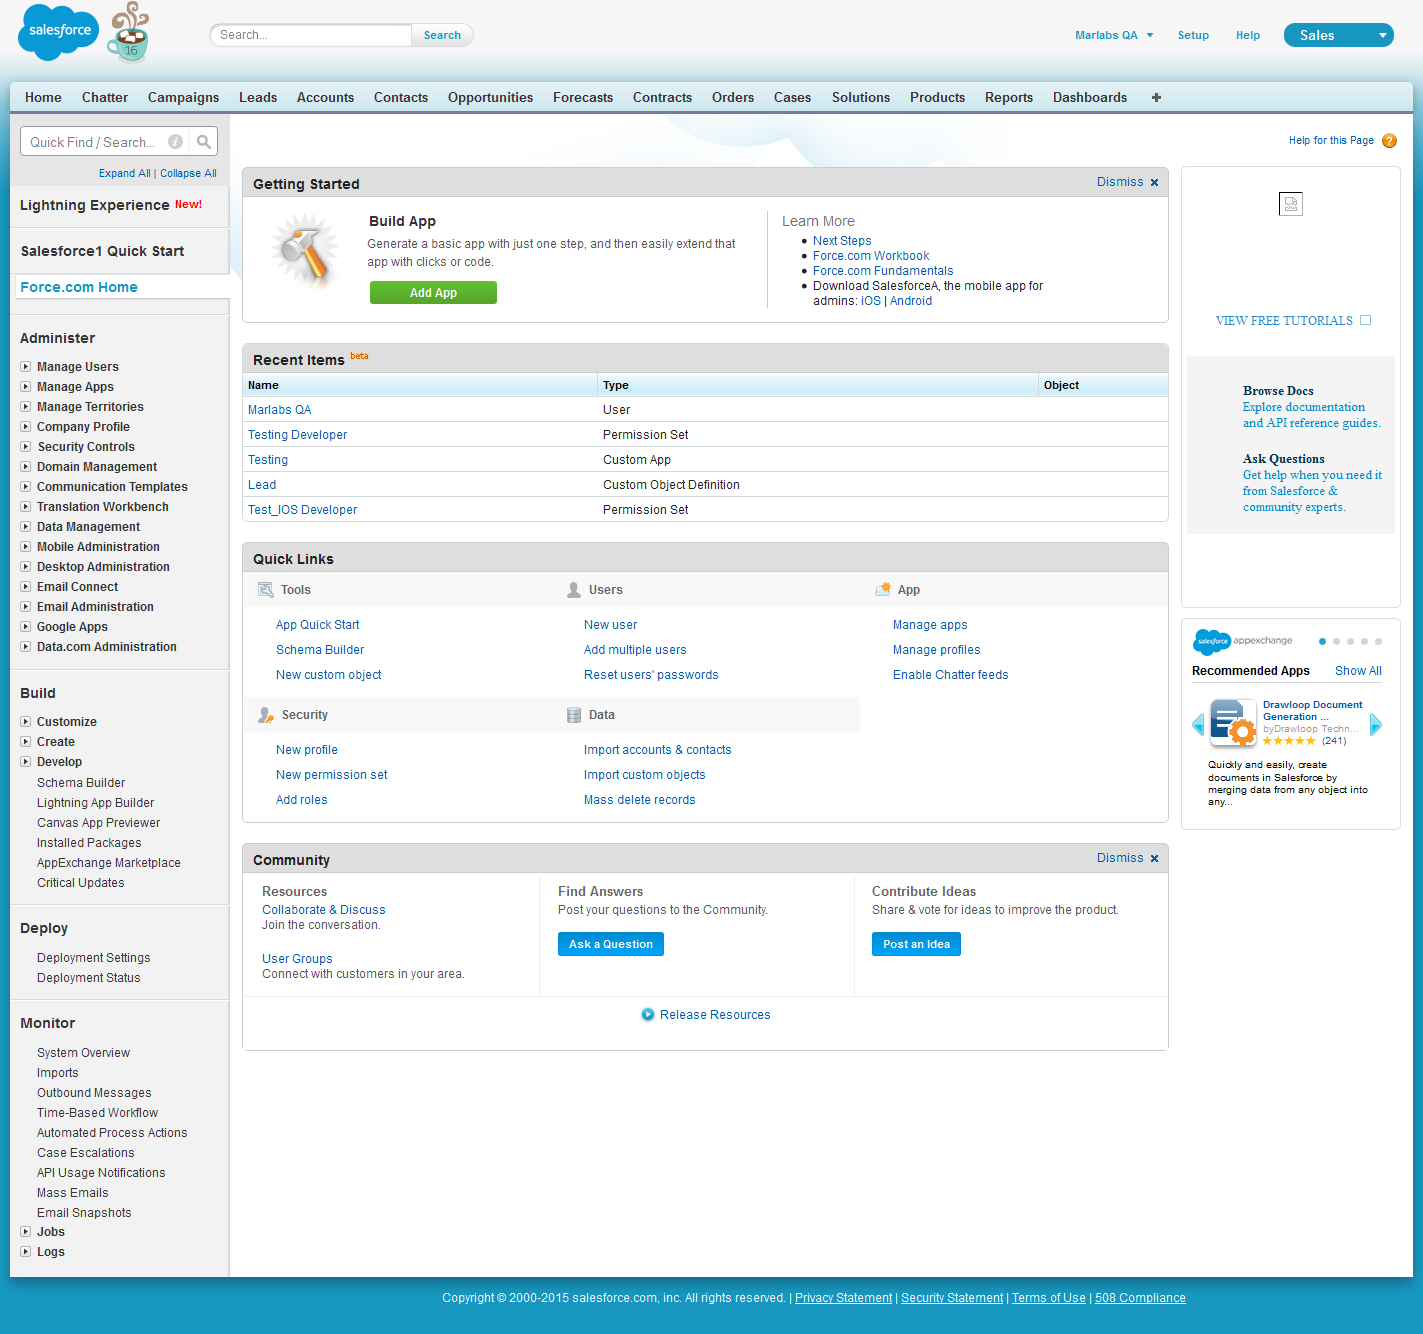 salesforce
16
Search...
Search
Marlabs QA
Setup
Help
Sales
Home Chatter Campaigns Leads Accounts Contacts Opportunities Forecasts Contracts Orders Cases Solutions Products Reports Dashboards +
Quick Find / Search...
Expand All | Collapse All
Lightning Experience New!
Salesforce1 Quick Start
Force.com Home
Administer
Manage Users
Manage Apps
Manage Territories
Company Profile
Security Controls
Domain Management
Communication Templates
Translation Workbench
Data Management
Mobile Administration
Desktop Administration
Email Connect
Email Administration
Google Apps
Data.com Administration
Build
Customize
Create
Develop
Schema Builder
Lightning App Builder
Canvas App Previewer
Installed Packages
AppExchange Marketplace
Critical Updates
Deploy
Deployment Settings
Deployment Status
Monitor
System Overview
Imports
Outbound Messages
Time-Based Workflow
Automated Process Actions
Case Escalations
API Usage Notifications
Mass Emails
Email Snapshots
Jobs
Logs
Help for this Page ?
Getting Started
Dismiss x
Build App
Generate a basic app with just one step, and then easily extend that
app with clicks or code.
Add App
Learn More
• Next Steps
• Force.com Workbook
• Force.com Fundamentals
• Download SalesforceA, the mobile app for
admins: iOS | Android
Recent Items beta
Name Type Object
Marlabs QA User
Testing Developer Permission Set
Testing Custom App
Lead Custom Object Definition
Test_IOS Developer Permission Set
Quick Links
Tools Users App
App Quick Start New user Manage apps
Schema Builder Add multiple users Manage profiles
New custom object Reset users' passwords Enable Chatter feeds
Security Data
New profile Import accounts & contacts
New permission set Import custom objects
Add roles Mass delete records
Community
Dismiss x
Resources
Collaborate & Discuss
Join the conversation.
User Groups
Connect with customers in your area.
Find Answers
Post your questions to the Community.
Ask a Question
Contribute Ideas
Share & vote for ideas to improve the product.
Post an Idea
Release Resources
VIEW FREE TUTORIALS
Browse Docs
Explore documentation
and API reference guides.
Ask Questions
Get help when you need it
from Salesforce &
community experts.
salesforce appexchange
Recommended Apps Show All
Drawloop Document
Generation ...
byDrawloop Techn...
(241)
Quickly and easily, create
documents in Salesforce by
merging data from any object into
any...
Copyright © 2000-2015 salesforce.com, inc. All rights reserved. | Privacy Statement | Security Statement | Terms of Use | 508 Compliance